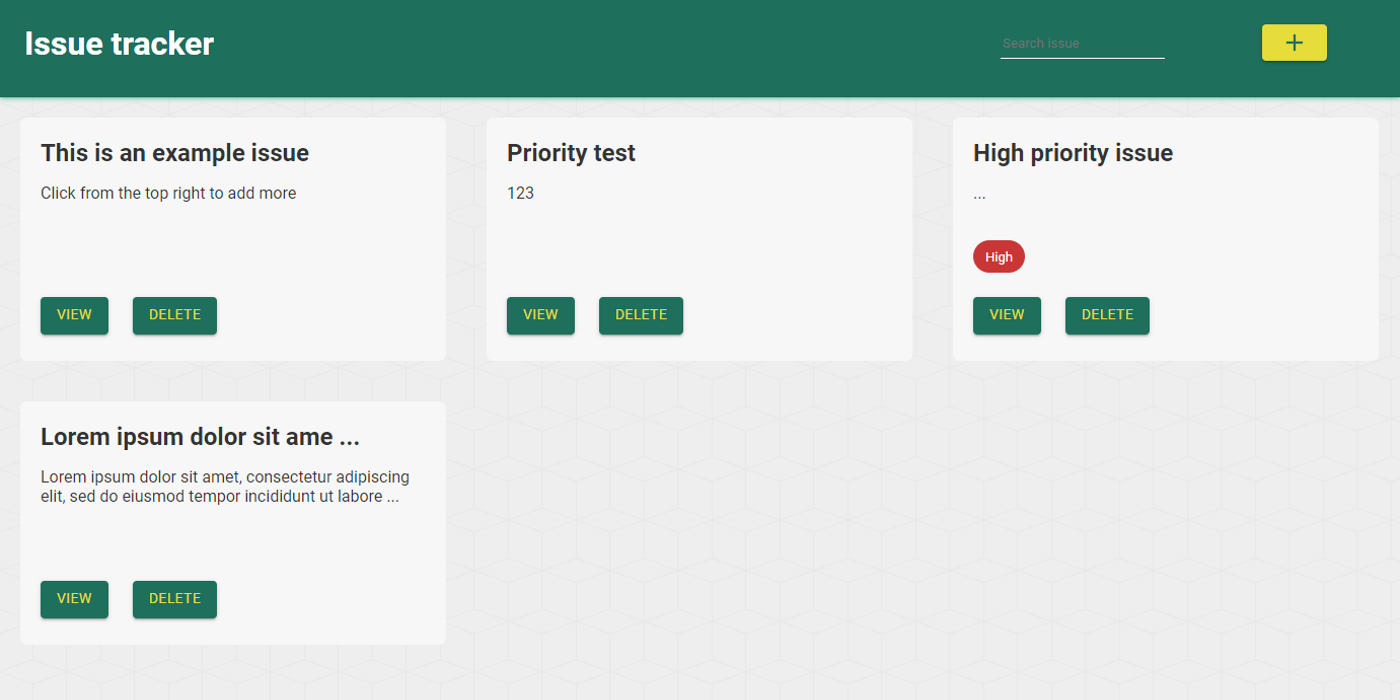 Issue tracker
Search issue
+
This is an example issue
Click from the top right to add more
VIEW DELETE
Priority test
123
VIEW DELETE
High priority issue
...
High
VIEW DELETE
Lorem ipsum dolor sit ame ...
Lorem ipsum dolor sit amet, consectetur adipiscing
elit, sed do eiusmod tempor incididunt ut labore ...
VIEW DELETE